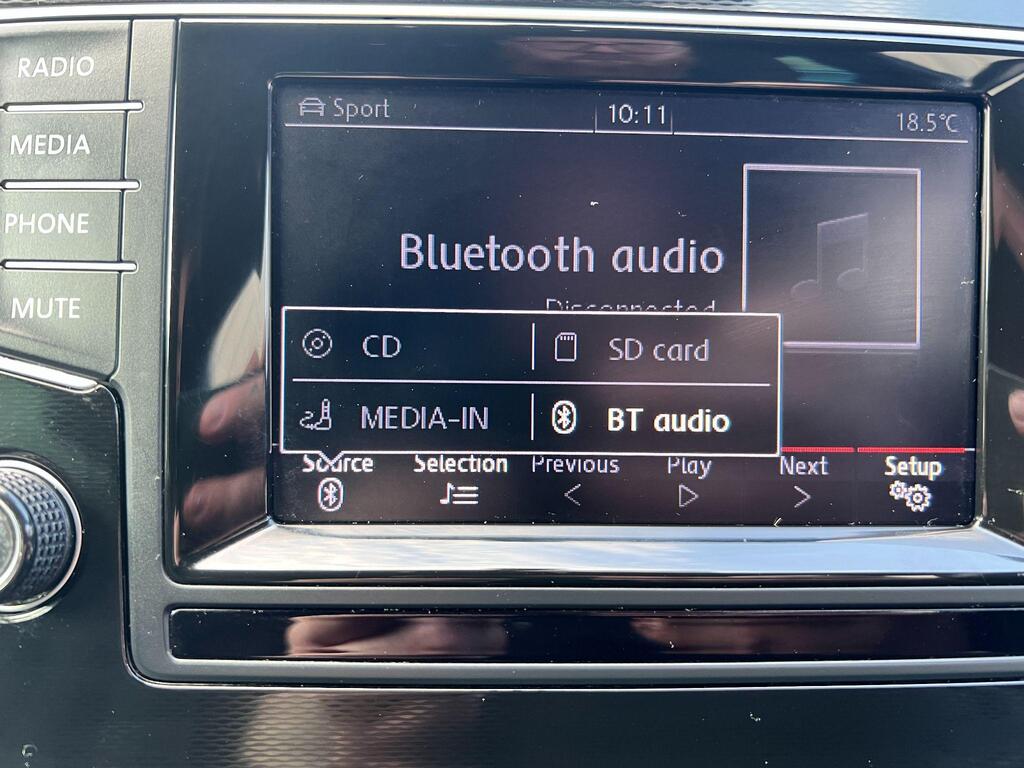 RADIO
MEDIA
PHONE
MUTE
Sport 10:11 18.5°C
Bluetooth audio
Disconnected
CD SD card
MEDIA-IN BT audio
Source Selection Previous Play Next Setup